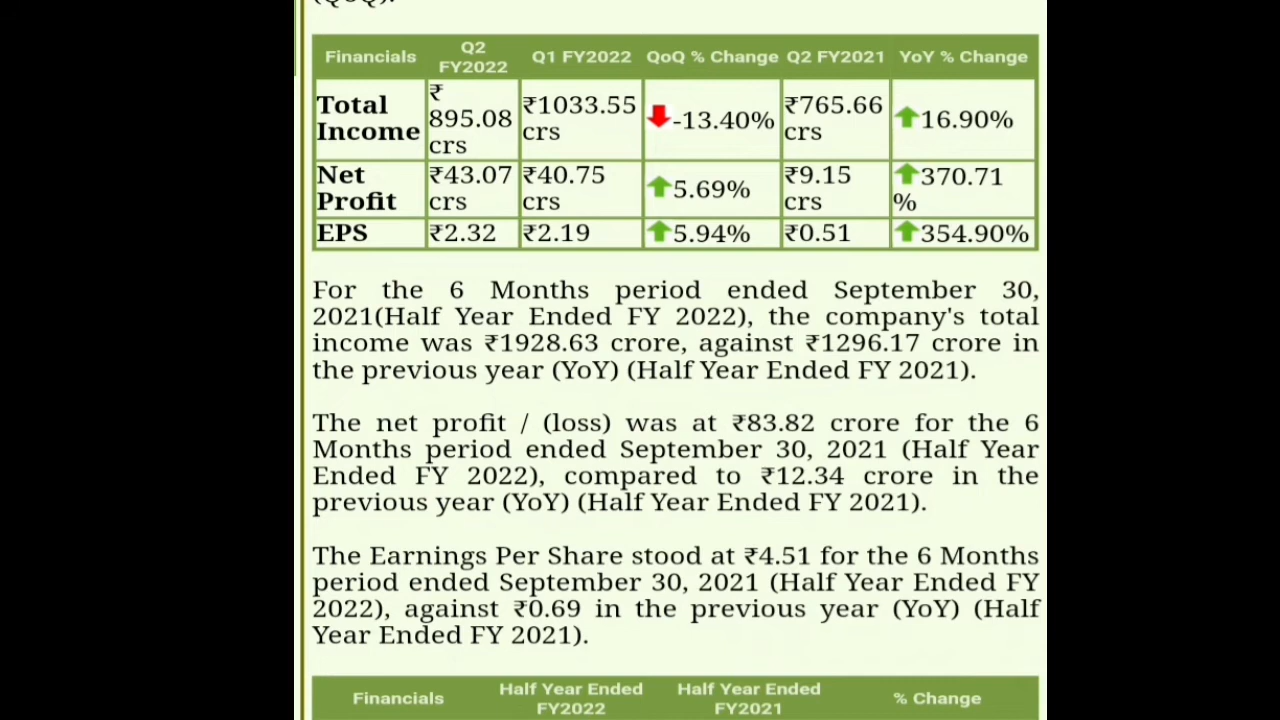 (QoQ).
Financials Q2 FY2022 Q1 FY2022 QoQ % Change Q2 FY2021 YoY % Change
Total Income ₹ 895.08 crs ₹1033.55 crs -13.40% ₹765.66 crs 16.90%
Net Profit ₹43.07 crs ₹40.75 crs 5.69% ₹9.15 crs 370.71 %
EPS ₹2.32 ₹2.19 5.94% ₹0.51 354.90%
For the 6 Months period ended September 30,
2021(Half Year Ended FY 2022), the company's total
income was ₹1928.63 crore, against ₹1296.17 crore in
the previous year (YoY) (Half Year Ended FY 2021).
The net profit / (loss) was at ₹83.82 crore for the 6
Months period ended September 30, 2021 (Half Year
Ended FY 2022), compared to ₹12.34 crore in the
previous year (YoY) (Half Year Ended FY 2021).
The Earnings Per Share stood at ₹4.51 for the 6 Months
period ended September 30, 2021 (Half Year Ended FY
2022), against ₹0.69 in the previous year (YoY) (Half
Year Ended FY 2021).
Financials Half Year Ended FY2022 Half Year Ended FY2021 % Change